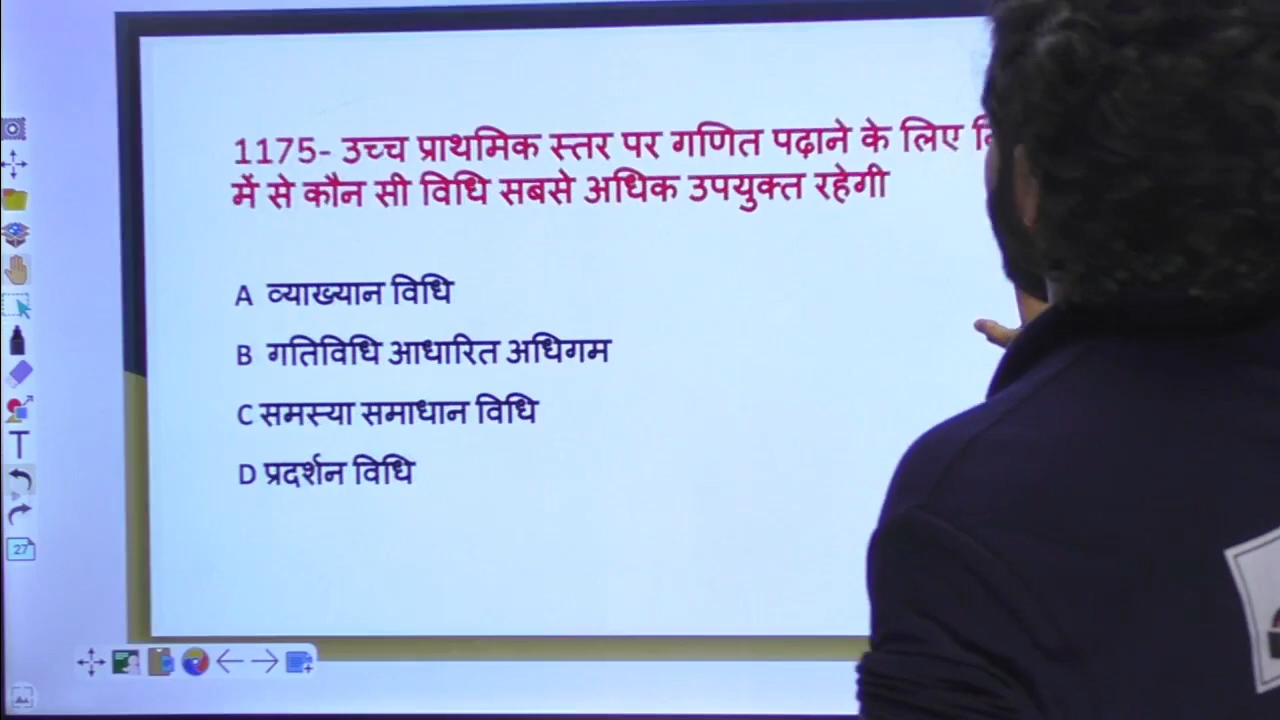 1175- उच्च प्राथमिक स्तर पर गणित पढ़ाने के लिए
में से कौन सी विधि सबसे अधिक उपयुक्त रहेगी
A व्याख्यान विधि
B गतिविधि आधारित अधिगम
C समस्या समाधान विधि
D प्रदर्शन विधि
27